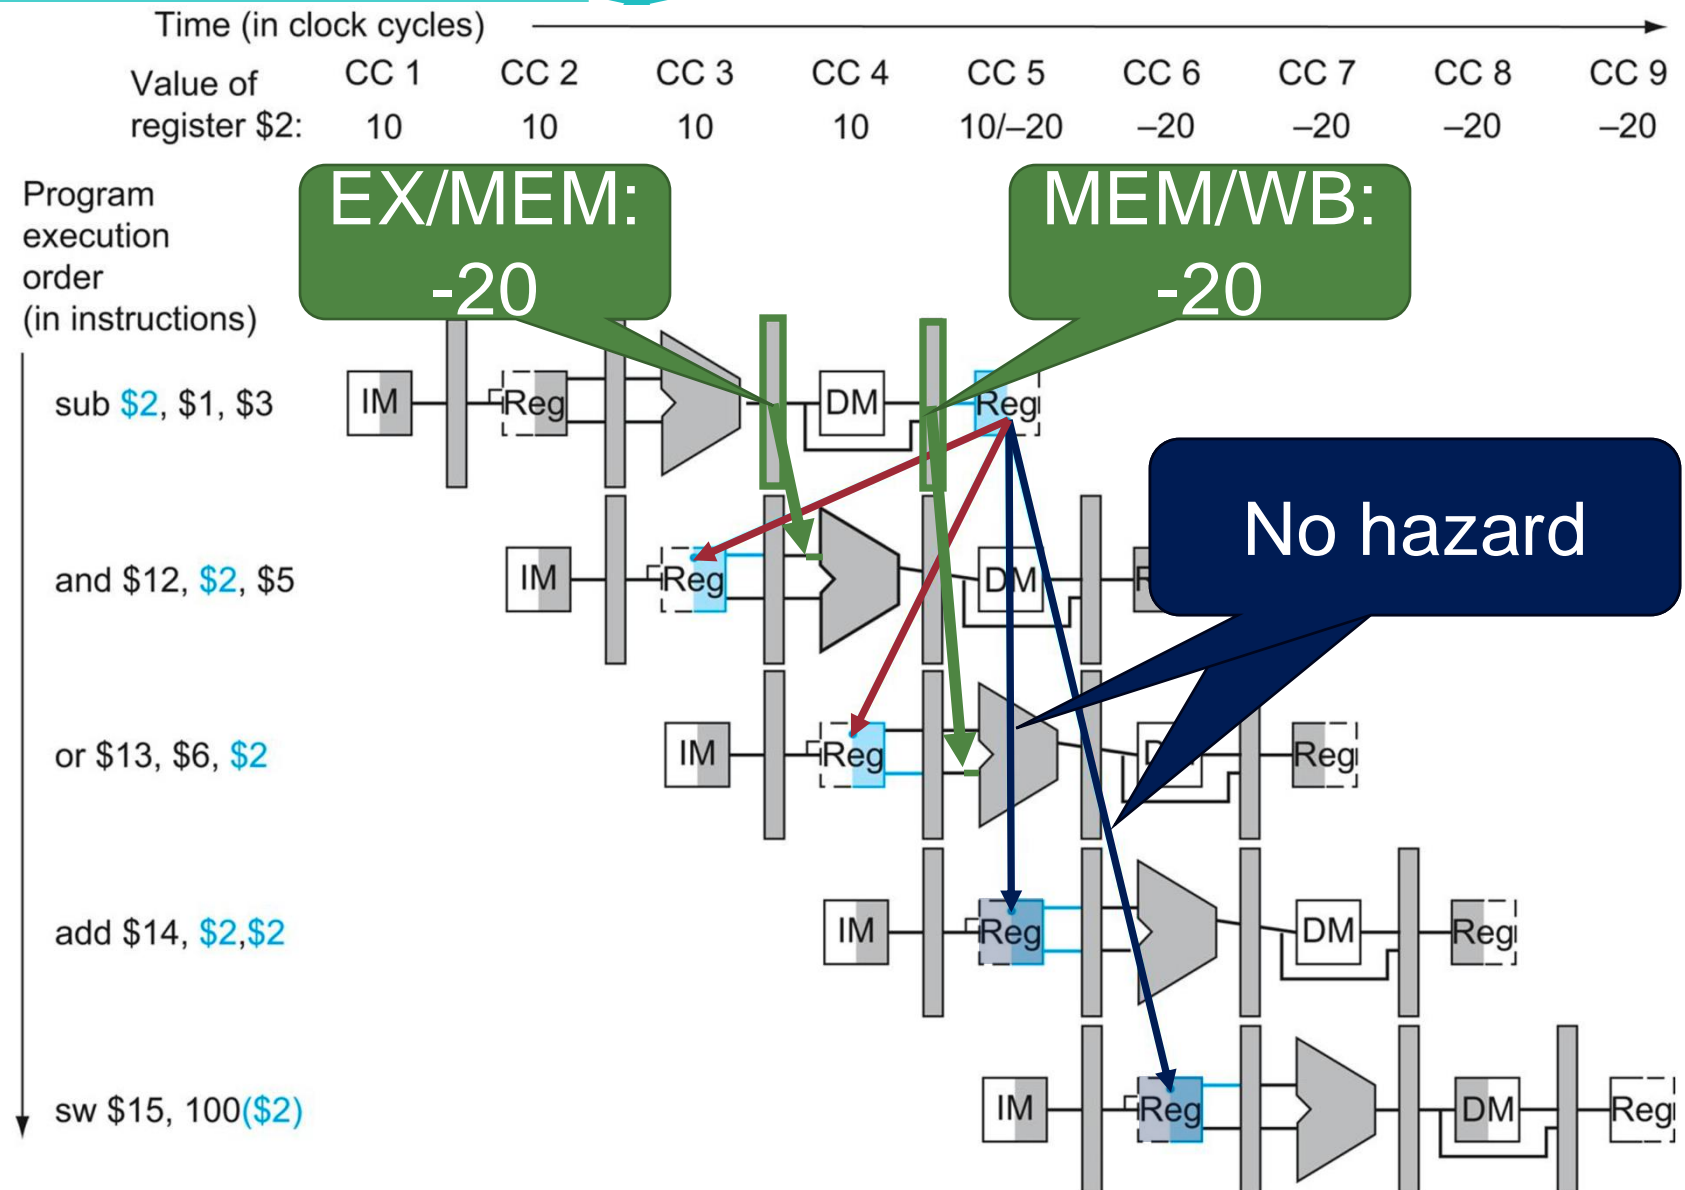 Time (in clock cycles)
Value of register $2:
CC 1 CC 2 CC 3 CC 4 CC 5 CC 6 CC 7 CC 8 CC 9
10 10 10 10 10/–20 –20 –20 –20 –20
Program
execution
order
(in instructions)
EX/MEM:
-20
MEM/WB:
-20
sub $2, $1, $3
IM Reg DM Reg
No hazard
and $12, $2, $5
IM Reg DM
or $13, $6, $2
IM Reg Reg
add $14, $2,$2
IM Reg DM Reg
sw $15, 100($2)
IM Reg DM Reg